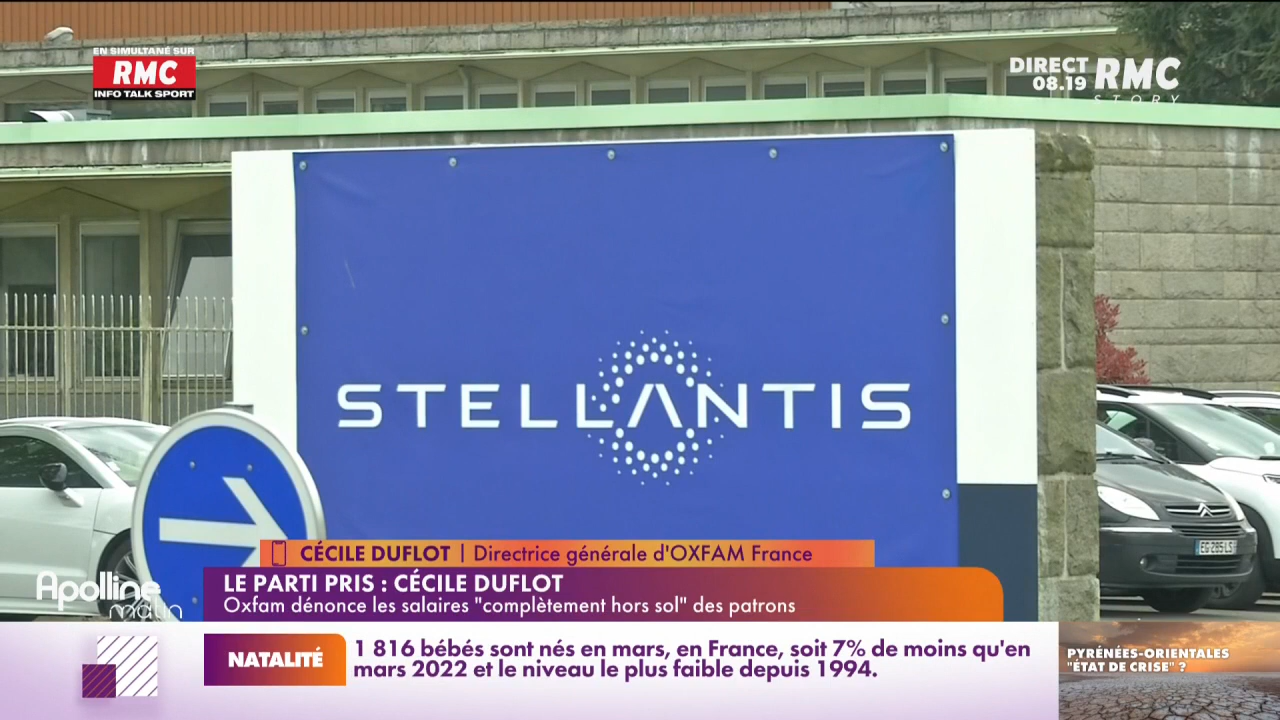 EN SIMULTANÉ SUR
RMC
INFO TALK SPORT
DIRECT
08.19
RMC
STORY
STELLANTIS
EG 285 LS
CÉCILE DUFLOT | Directrice générale d'OXFAM France
LE PARTI PRIS : CÉCILE DUFLOT
Oxfam dénonce les salaires "complètement hors sol" des patrons
Apolline
matin
NATALITÉ
1 816 bébés sont nés en mars, en France, soit 7% de moins qu'en
mars 2022 et le niveau le plus faible depuis 1994.
PYRÉNÉES-ORIENTALES
"ÉTAT DE CRISE" ?